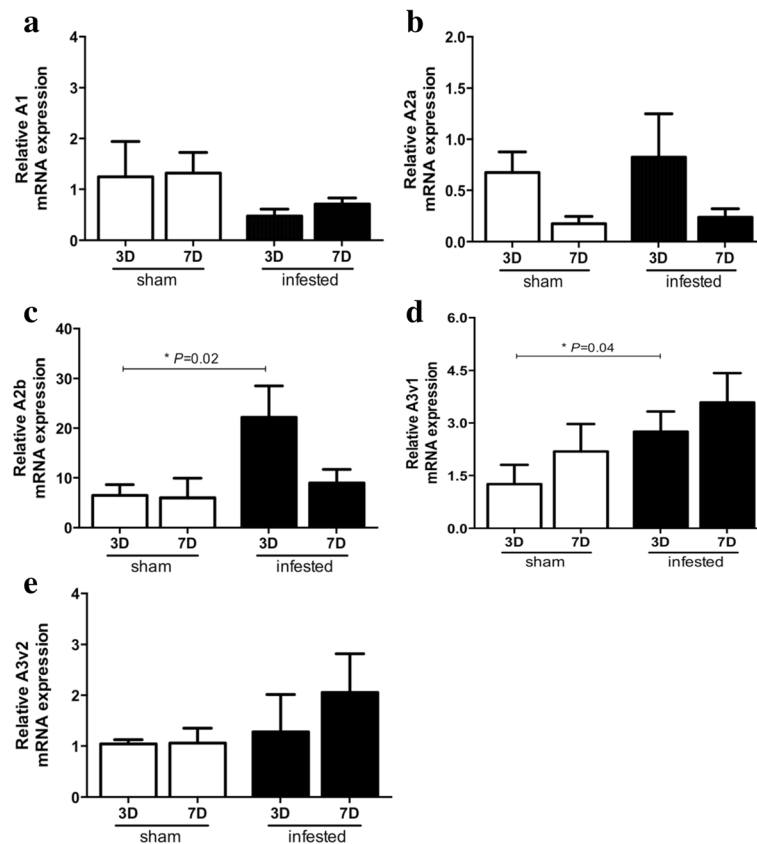 a
Relative A1
mRNA expression
4
3
2
1
0
3D 7D 3D 7D
sham infested
b
Relative A2a
mRNA expression
2.0
1.5
1.0
0.5
0.0
3D 7D 3D 7D
sham infested
c
Relative A2b
mRNA expression
40
30
20
10
0
* P=0.02
3D 7D 3D 7D
sham infested
d
Relative A3v1
mRNA expression
6.0
4.5
3.0
1.5
0.0
* P=0.04
3D 7D 3D 7D
sham infested
e
Relative A3v2
mRNA expression
4
3
2
1
0
3D 7D 3D 7D
sham infested